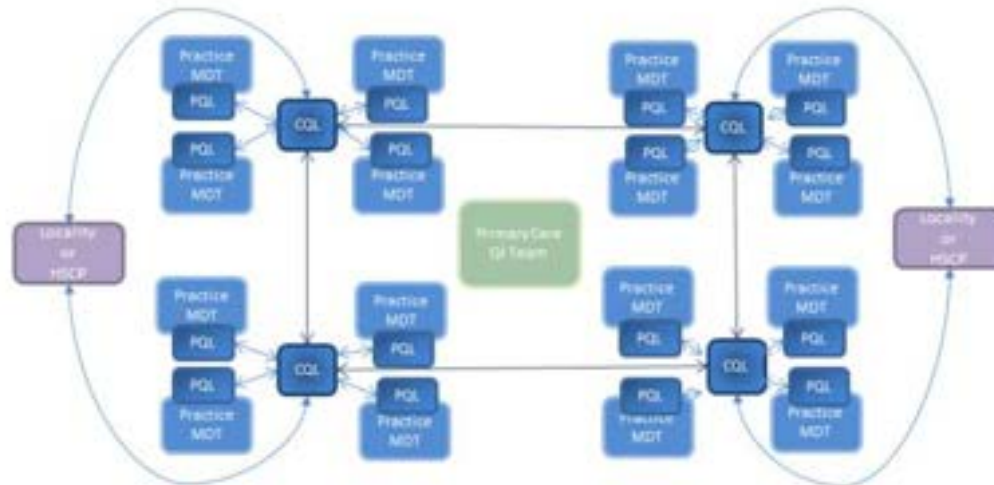 Practice
MDT
PQL
Practice
MDT
PQL
CQL
PQL
Practice
MDT
PQL
Practice
MDT
Practice
MDT
PQL
Practice
MDT
PQL
CQL
PQL
Practice
MDT
PQL
Practice
MDT
Locality
or
HSCP
Primary Care
QI Team
Locality
or
HSCP
Practice
MDT
PQL
Practice
MDT
PQL
CQL
PQL
Practice
MDT
PQL
Practice
MDT
Practice
MDT
PQL
Practice
MDT
PQL
CQL
PQL
Practice
MDT
PQL
Practice
MDT